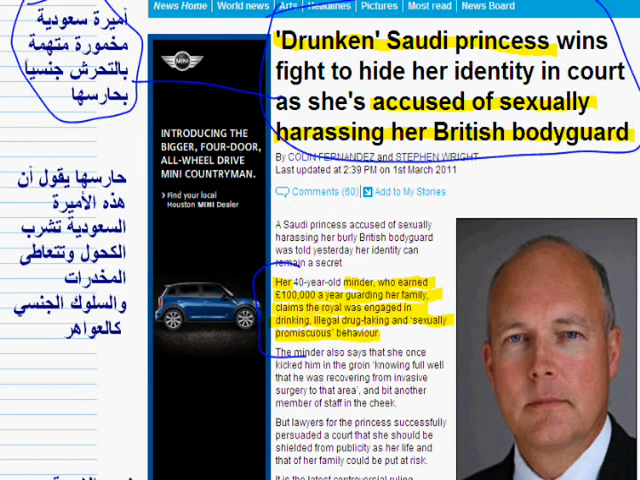 News Home | World news | Arts | Headlines | Pictures | Most read | News Board
أميرة سعودية
مخمورة متهمة
بالتحرش جنسيا
بحارسها
حارسها يقول أن
هذه الأميرة
السعودية تشرب
الكحول وتتعاطى
المخدرات
والسلوك الجنسي
كالعواهر
MINI
INTRODUCING THE
BIGGER, FOUR-DOOR,
ALL-WHEEL DRIVE
MINI COUNTRYMAN.
> Find your local
Houston MINI Dealer
'Drunken' Saudi princess wins
fight to hide her identity in court
as she's accused of sexually
harassing her British bodyguard
By COLIN FERNANDEZ and STEPHEN WRIGHT
Last updated at 2:39 PM on 1st March 2011
Comments (60) Add to My Stories
A Saudi princess accused of sexually
harassing her burly British bodyguard
was told yesterday her identity can
remain a secret.
Her 40-year-old minder, who earned
£100,000 a year guarding her family,
claims the royal was engaged in
drinking, illegal drug-taking and 'sexually
promiscuous' behaviour.
The minder also says that she once
kicked him in the groin 'knowing full well
that he was recovering from invasive
surgery to that area', and bit another
member of staff in the cheek.
But lawyers for the princess successfully
persuaded a court that she should be
shielded from publicity as her life and
that of her family could be put at risk.
It is the latest controversial ruling